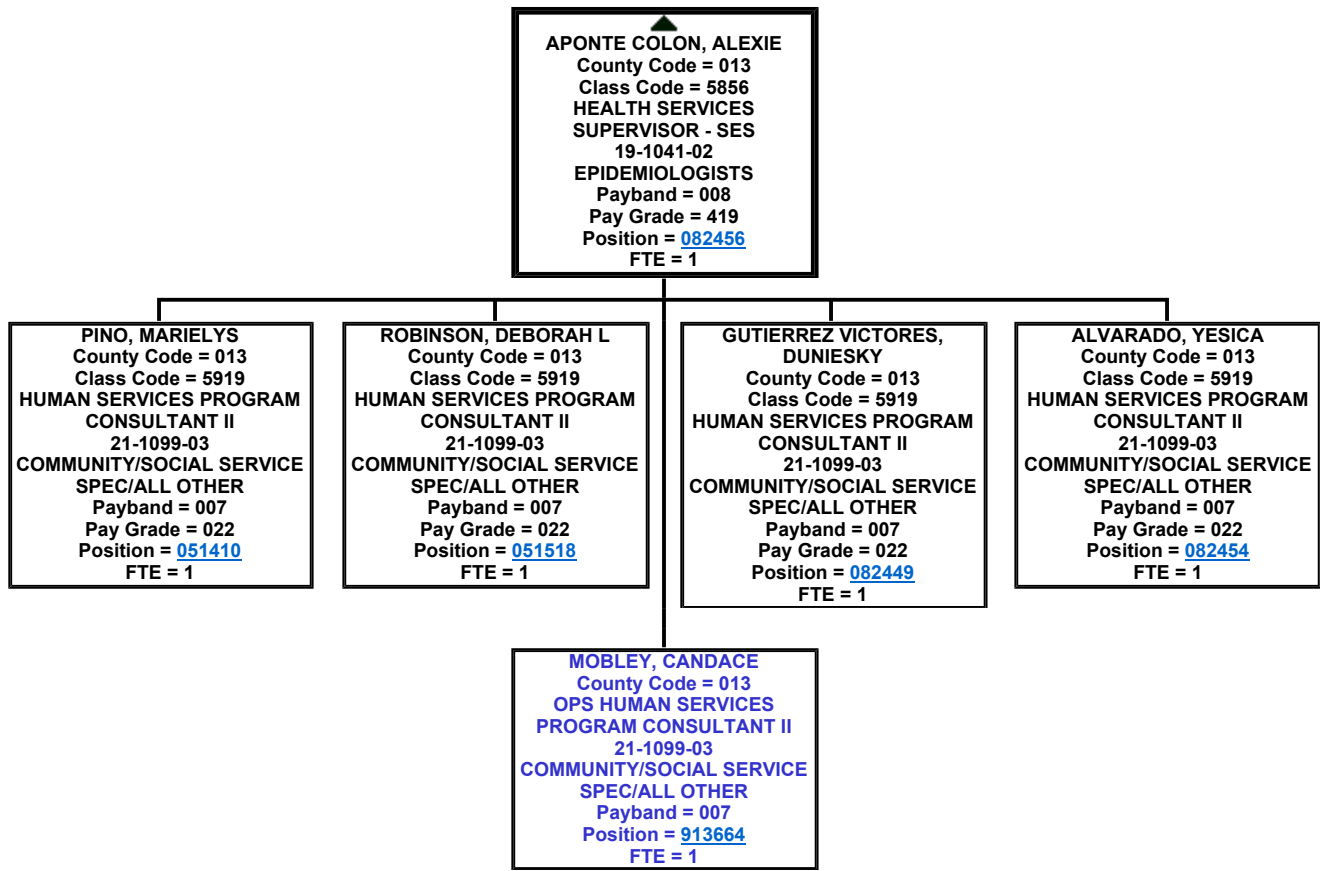 APONTE COLON, ALEXIE
County Code = 013
Class Code = 5856
HEALTH SERVICES
SUPERVISOR - SES
19-1041-02
EPIDEMIOLOGISTS
Payband = 008
Pay Grade = 419
Position = 082456
FTE = 1
PINO, MARIELYS
County Code = 013
Class Code = 5919
HUMAN SERVICES PROGRAM
CONSULTANT II
21-1099-03
COMMUNITY/SOCIAL SERVICE
SPEC/ALL OTHER
Payband = 007
Pay Grade = 022
Position = 051410
FTE = 1
ROBINSON, DEBORAH L
County Code = 013
Class Code = 5919
HUMAN SERVICES PROGRAM
CONSULTANT II
21-1099-03
COMMUNITY/SOCIAL SERVICE
SPEC/ALL OTHER
Payband = 007
Pay Grade = 022
Position = 051518
FTE = 1
GUTIERREZ VICTORES,
DUNIESKY
County Code = 013
Class Code = 5919
HUMAN SERVICES PROGRAM
CONSULTANT II
21-1099-03
COMMUNITY/SOCIAL SERVICE
SPEC/ALL OTHER
Payband = 007
Pay Grade = 022
Position = 082449
FTE = 1
ALVARADO, YESICA
County Code = 013
Class Code = 5919
HUMAN SERVICES PROGRAM
CONSULTANT II
21-1099-03
COMMUNITY/SOCIAL SERVICE
SPEC/ALL OTHER
Payband = 007
Pay Grade = 022
Position = 082454
FTE = 1
MOBLEY, CANDACE
County Code = 013
OPS HUMAN SERVICES
PROGRAM CONSULTANT II
21-1099-03
COMMUNITY/SOCIAL SERVICE
SPEC/ALL OTHER
Payband = 007
Position = 913664
FTE = 1